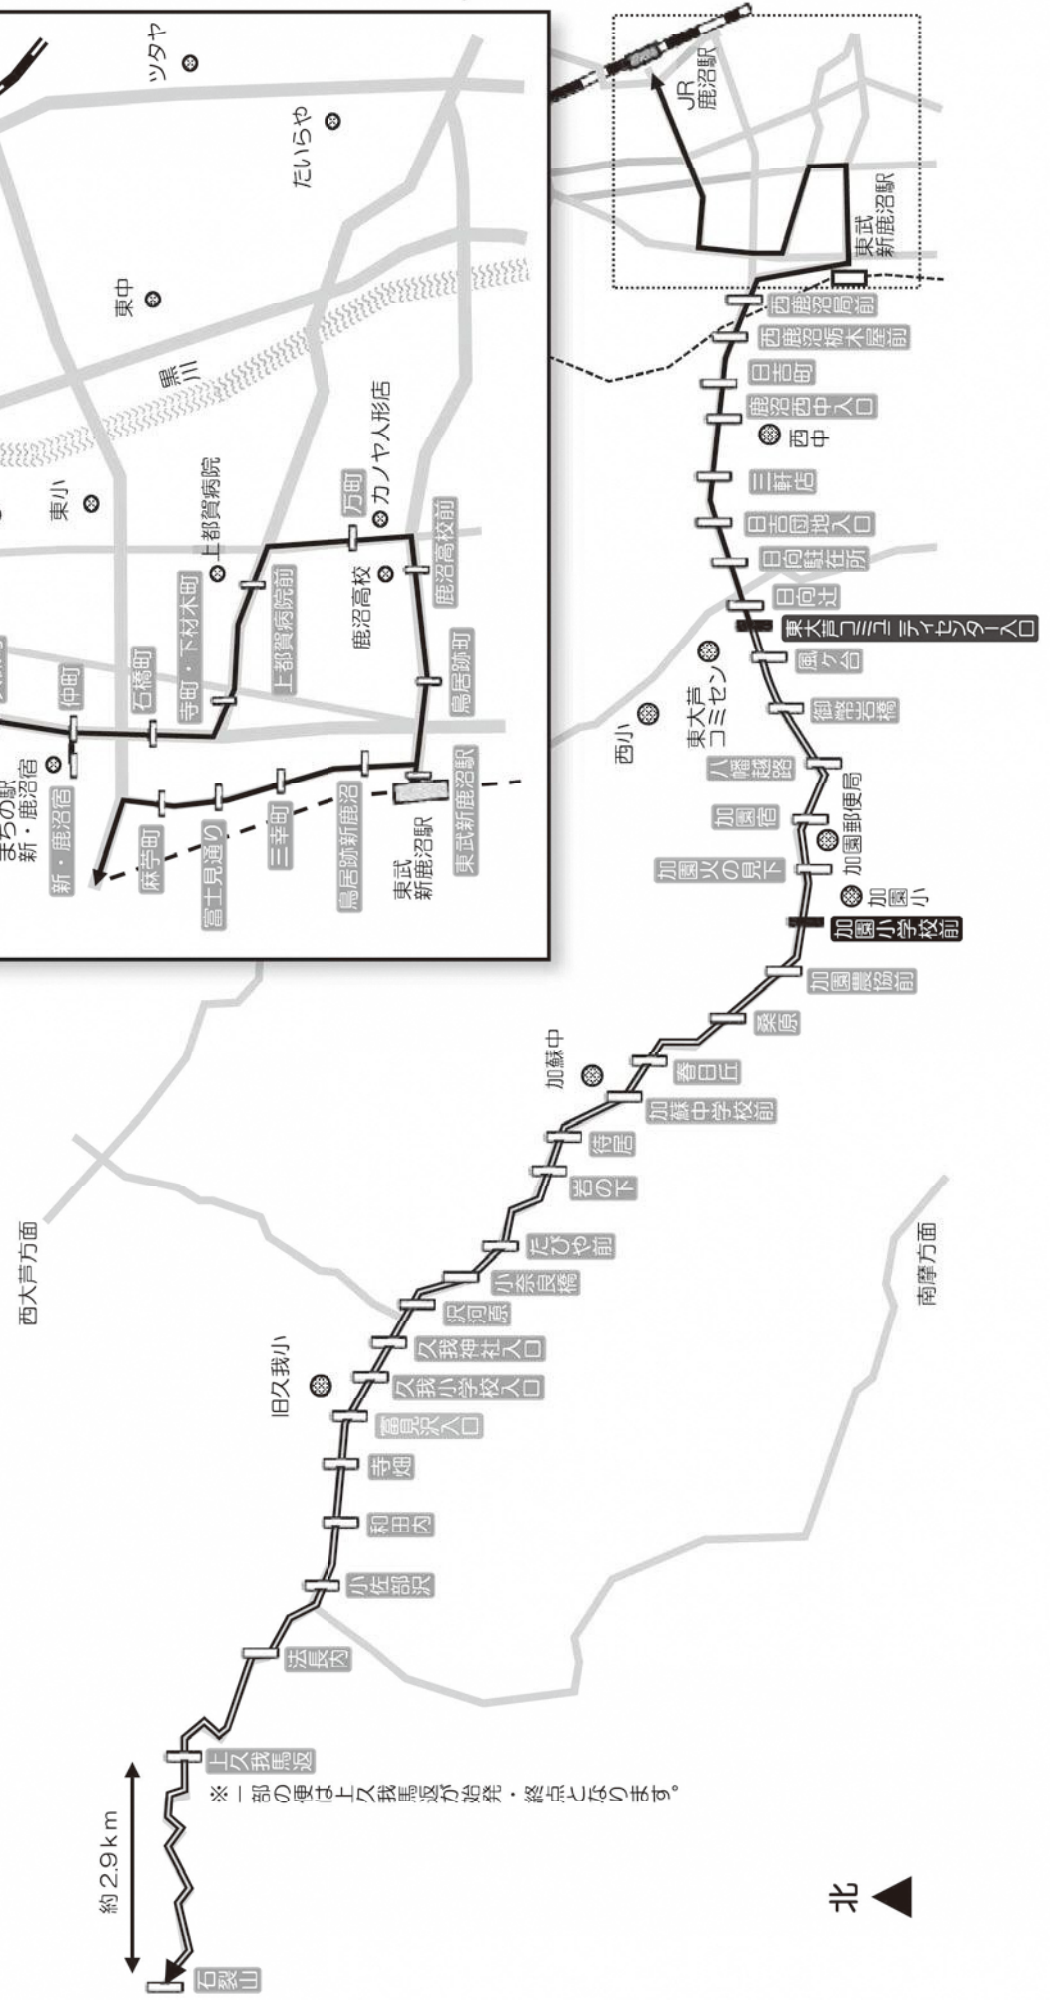 ツタヤ
たいらや
東中
黒川
東小
上都賀病院
万町
カノヤ人形店
鹿沼高校
鹿沼高校前
上都賀病院前
寺町・下材木町
石橋町
仲町
まちの駅
新・鹿沼宿
新・鹿沼宿
麻苧町
富士見通り
三幸町
鳥居跡新鹿沼
鳥居跡町
東武
新鹿沼駅
東武新鹿沼駅
JR
鹿沼駅
東武
新鹿沼駅
西鹿沼局前
西鹿沼栃木屋前
日吉町
鹿沼西中入口
西中
三軒店
日吉団地入口
日向駐在所
日向辻
東大芦コミュニティセンター入口
東大芦
コミセン
西小
風ケ台
御幣岩橋
八幡越路
加園宿
加園郵便局
加園火の見下
加園小
加園小学校前
加園農協前
桑原
春日丘
加蘇中
加蘇中学校前
待居
岩の下
たびや前
小奈良橋
沢河原
久我神社入口
旧久我小
久我小学校入口
富見沢入口
寺畑
和田内
小佐部沢
法長内
上久我馬返
※一部の便は上久我馬返が始発・終点となります。
約2.9km
石裂山
西大芦方面
南摩方面
北